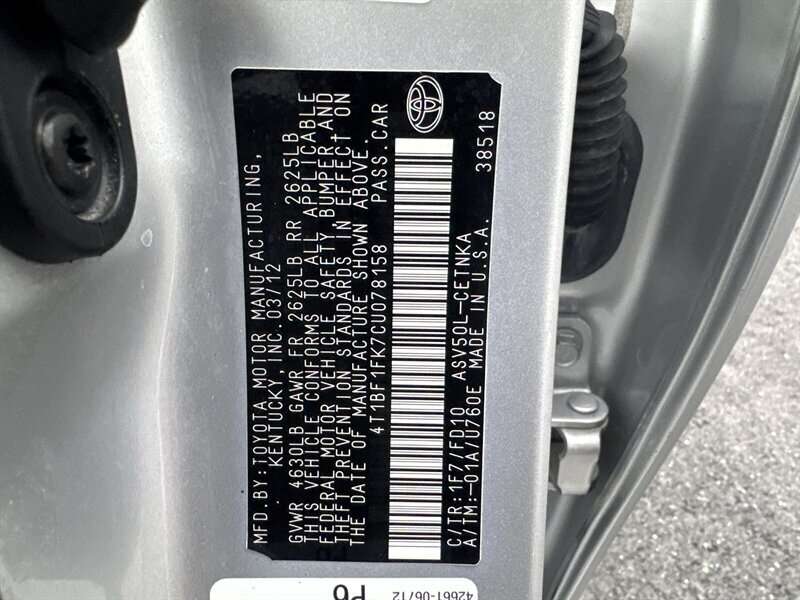 MFD. BY: TOYOTA MOTOR MANUFACTURING,
KENTUCKY, INC. 03/12
GVWR 4630LB GAWR FR 2625LB RR 2625LB
THIS VEHICLE CONFORMS TO ALL APPLICABLE
FEDERAL MOTOR VEHICLE SAFETY, BUMPER, AND
THEFT PREVENTION STANDARDS IN EFFECT ON
THE DATE OF MANUFACTURE SHOWN ABOVE.
4T1BF1FK7CU078158 PASS. CAR
C/TR: 1F7/FD10 ASV50L-CETNKA 38518
A/TM: -01A/U760E MADE IN U.S.A.
P6
42661-06712